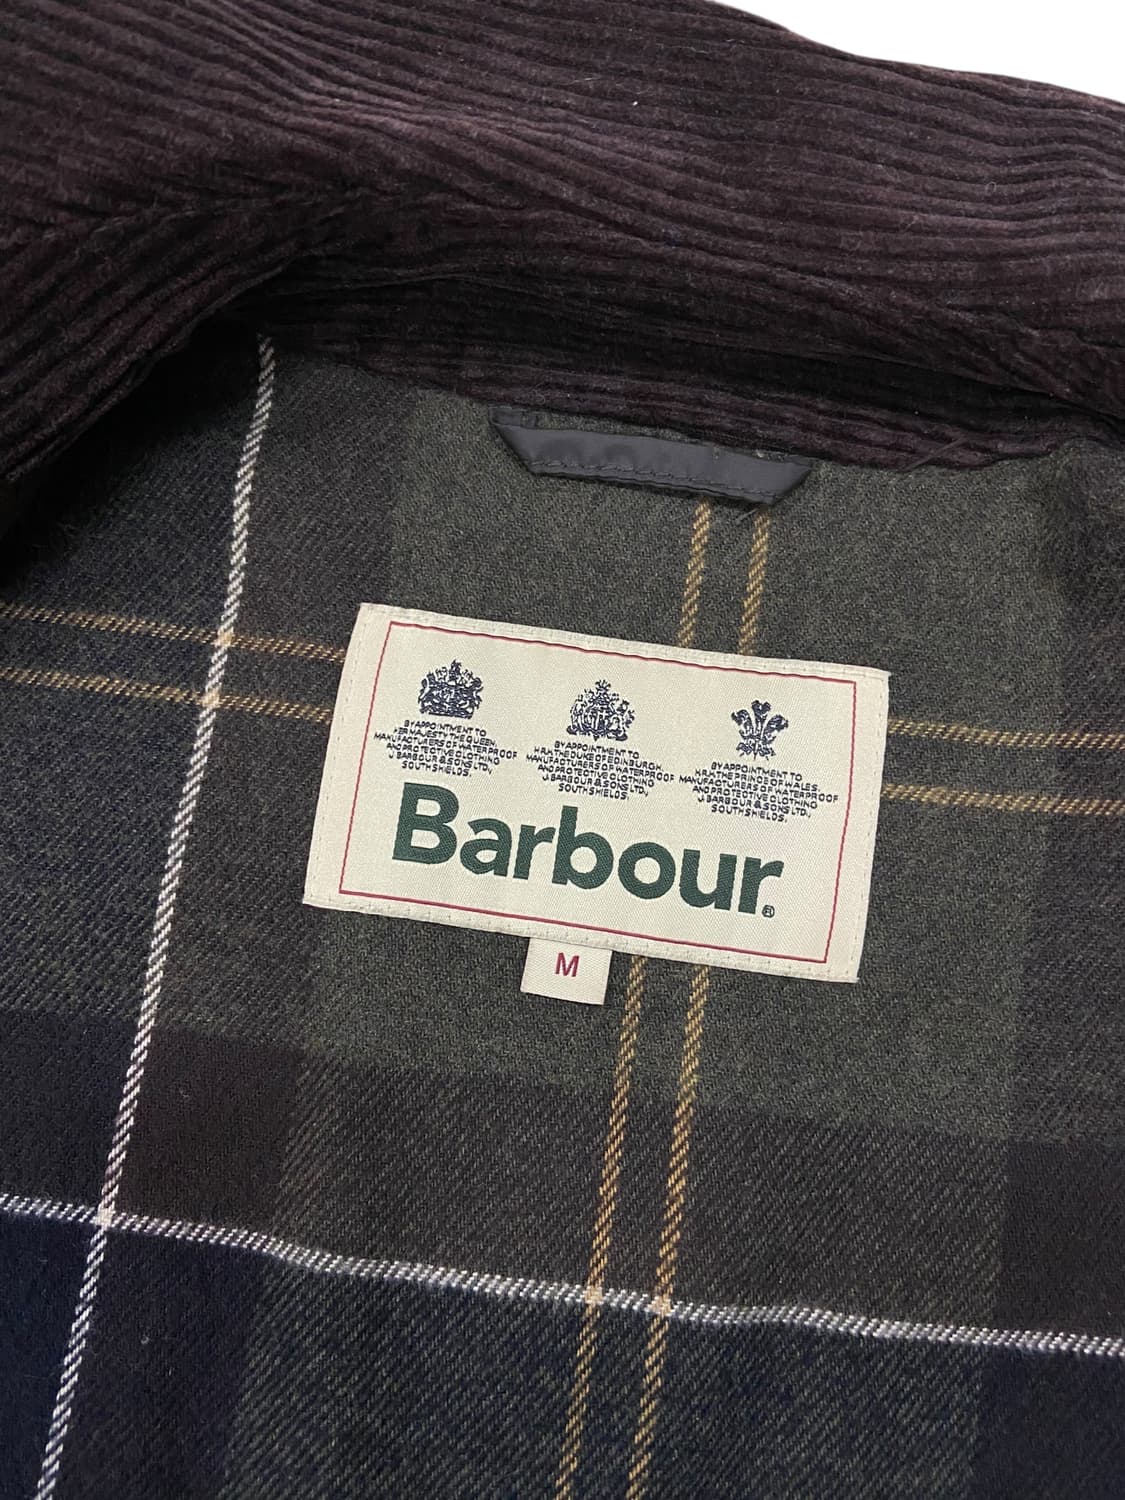 BY APPOINTMENT TO
HER MAJESTY THE QUEEN
MANUFACTURERS OF WATERPROOF
AND PROTECTIVE CLOTHING
J. BARBOUR & SONS LTD.,
SOUTH SHIELDS.
BY APPOINTMENT TO
H.R.H. THE DUKE OF EDINBURGH.
MANUFACTURERS OF WATERPROOF
AND PROTECTIVE CLOTHING
J. BARBOUR & SONS LTD.,
SOUTH SHIELDS.
BY APPOINTMENT TO
H.R.H. THE PRINCE OF WALES.
MANUFACTURERS OF WATERPROOF
AND PROTECTIVE CLOTHING
J. BARBOUR & SONS LTD.,
SOUTH SHIELDS.
Barbour®
M